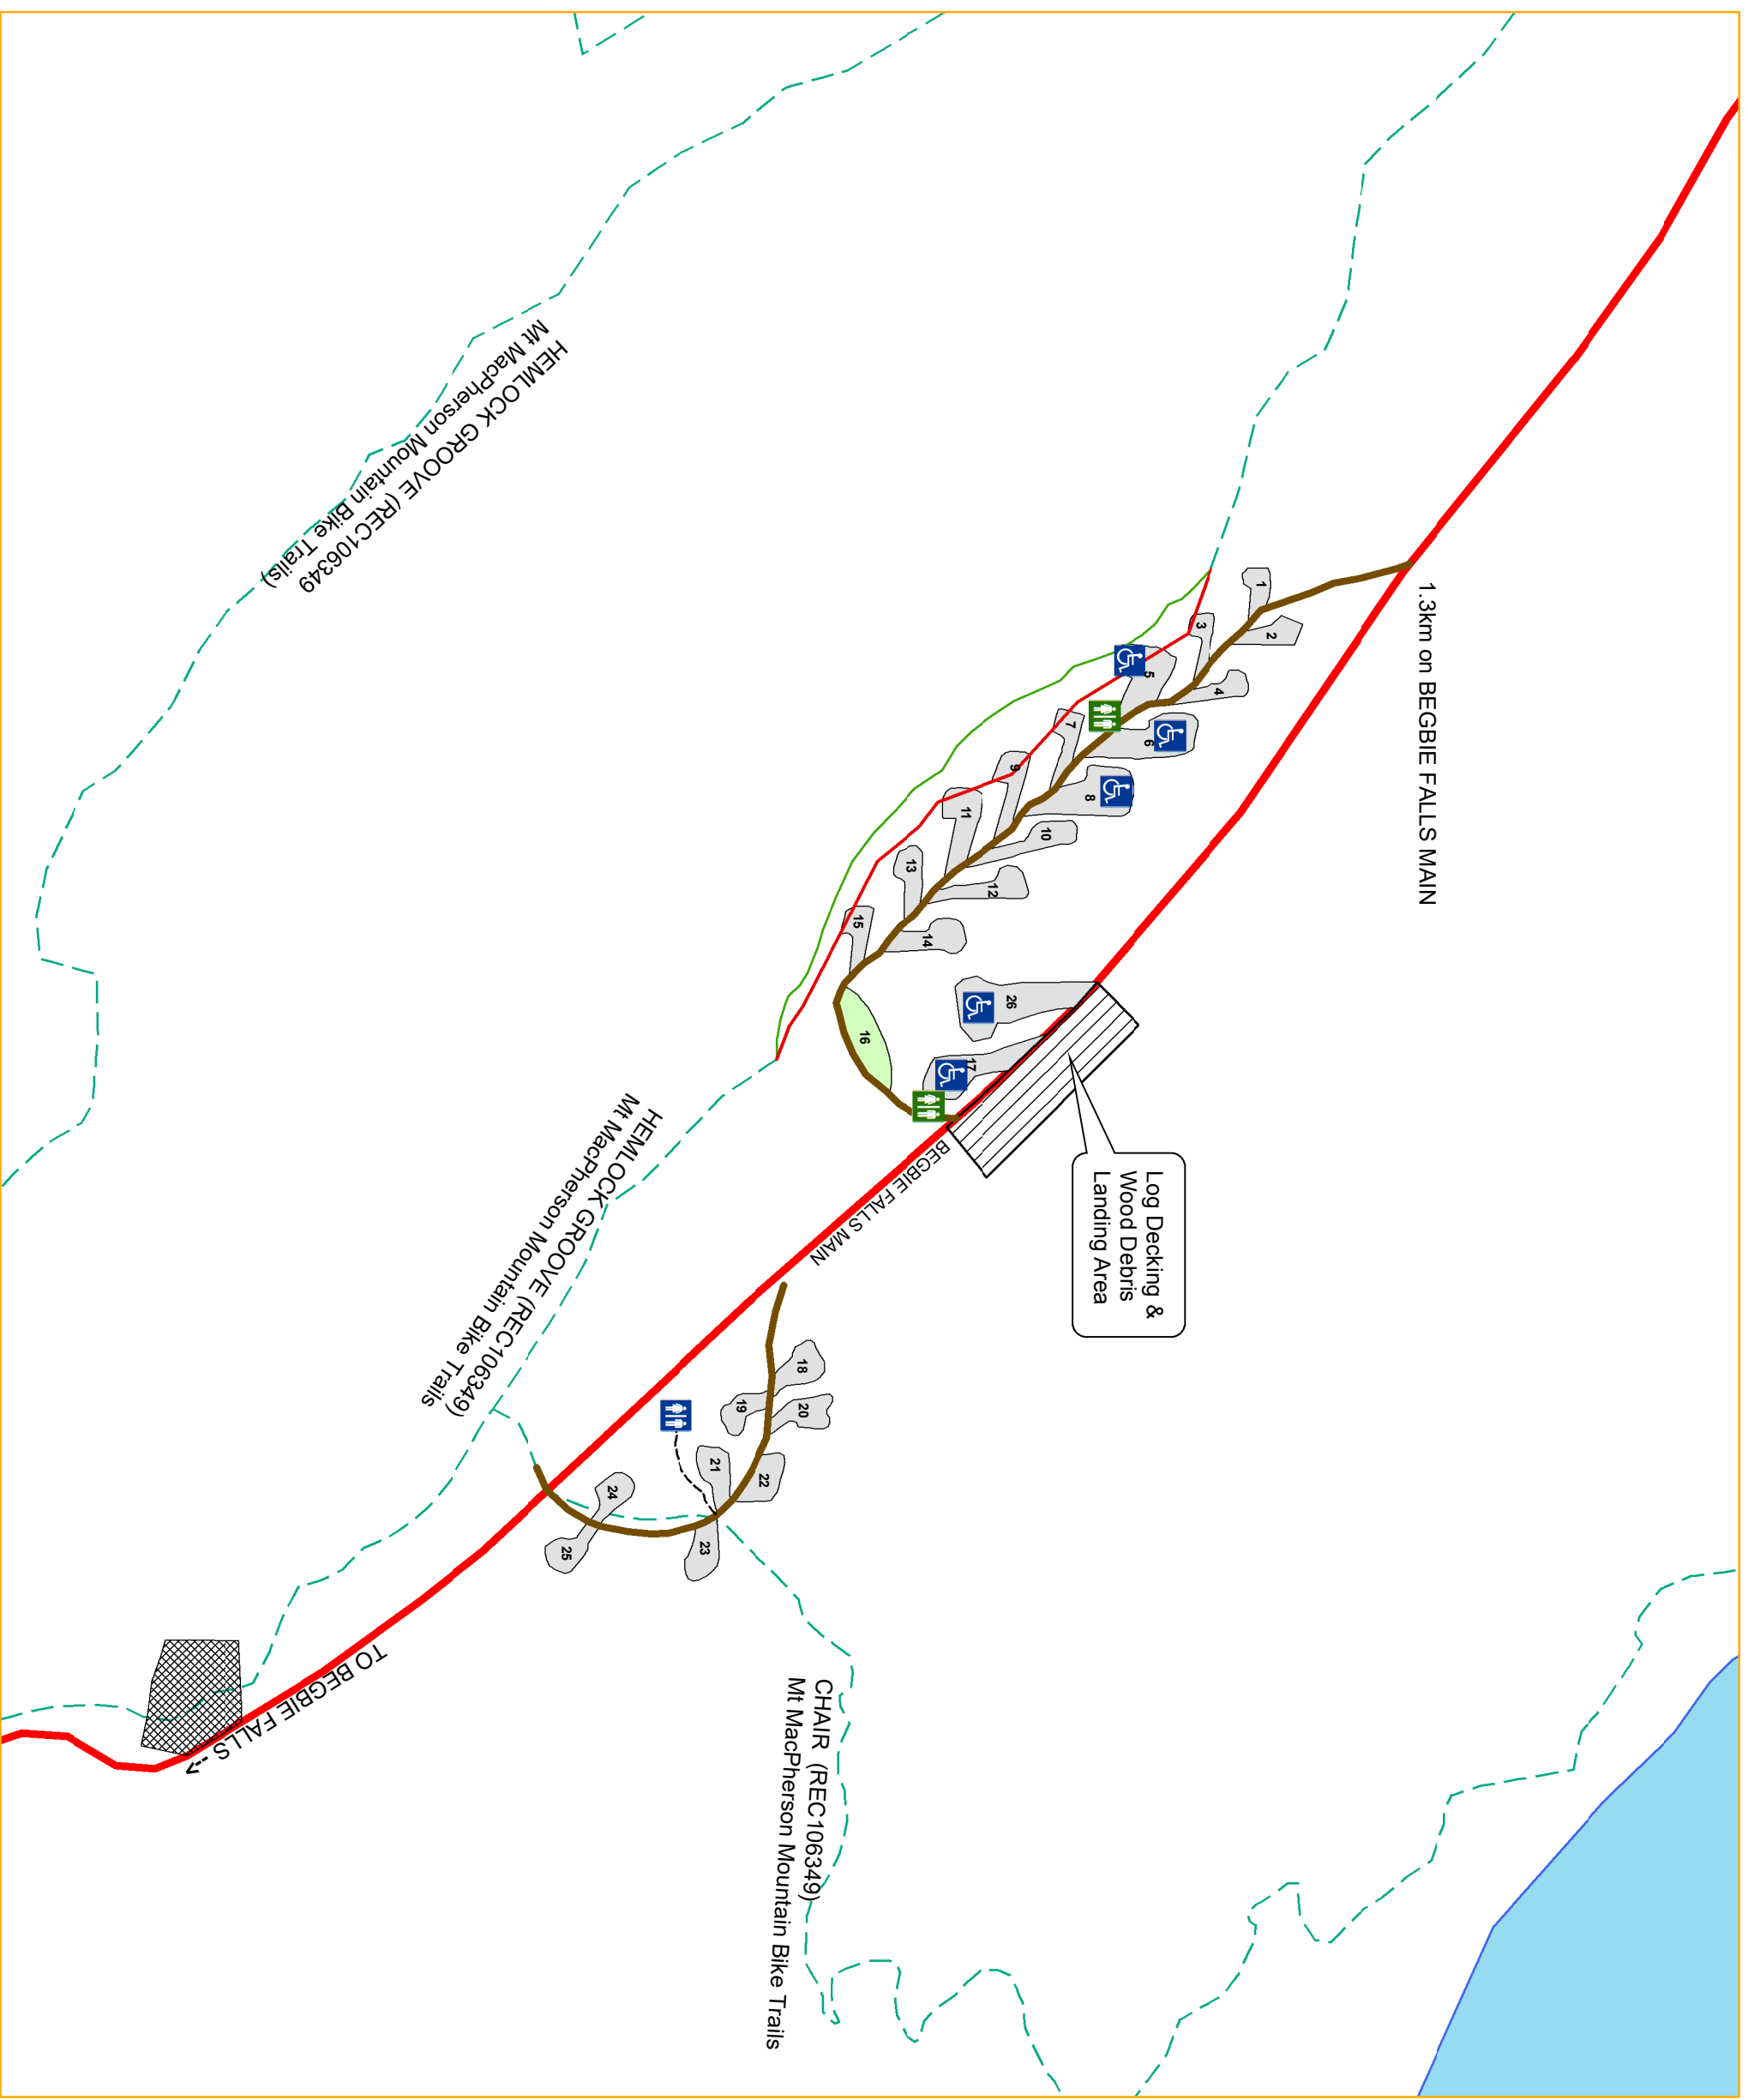 1.3km on BEGBIE FALLS MAIN
1
2
3
4
5
6
7
8
9
10
11
12
13
14
15
16
26
17
Log Decking &
Wood Debris
Landing Area
BEGBIE FALLS MAIN
HEMLOCK GROOVE (REC106349
Mt MacPherson Mountain Bike Trails)
HEMLOCK GROOVE (REC106349)
Mt MacPherson Mountain Bike Trails
18
19
20
21
22
23
24
25
CHAIR (REC106349)
Mt MacPherson Mountain Bike Trails
TO BEGBIE FALLS -->